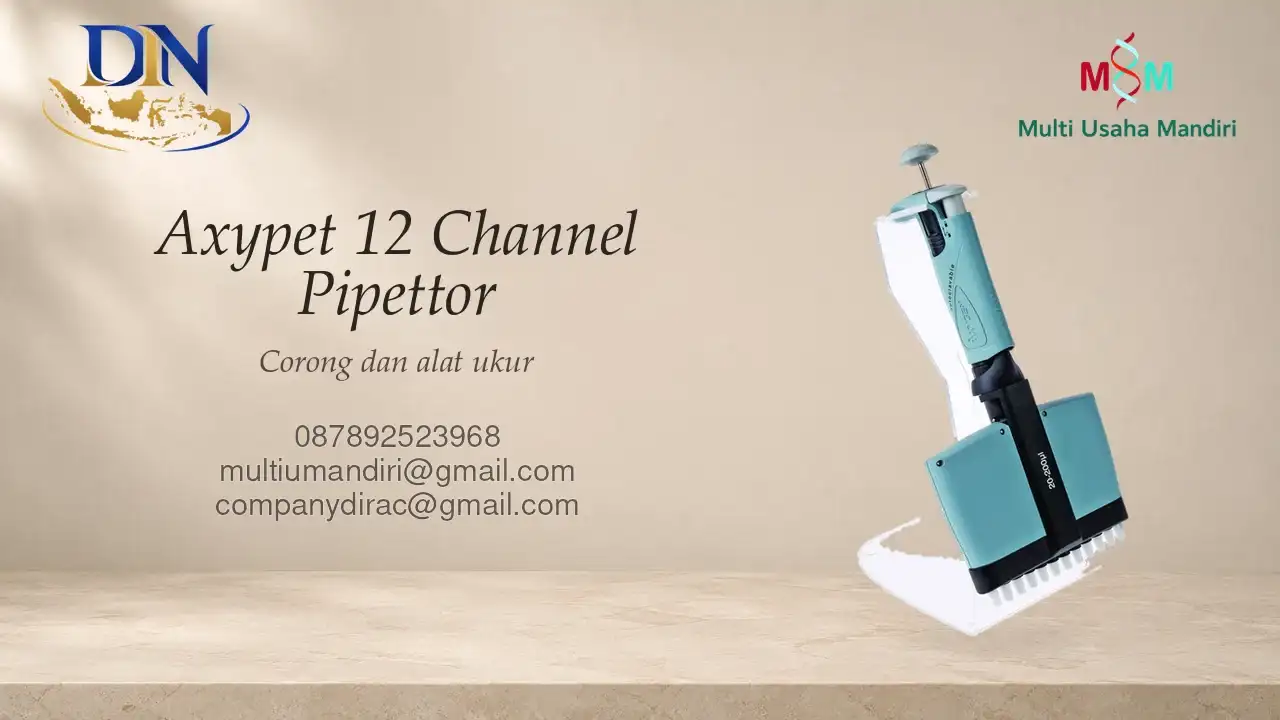 DN
MSM
Multi Usaha Mandiri
Axypet 12 Channel
Pipettor
Corong dan alat ukur
087892523968
multiumandiri@gmail.com
companydirac@gmail.com
20-200µl